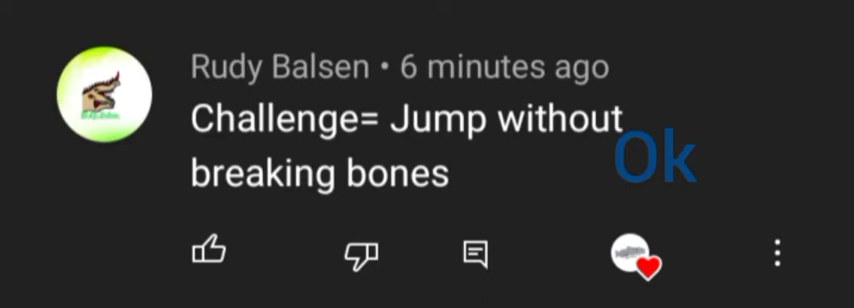 Rudy Balsen • 6 minutes ago
Challenge= Jump without
breaking bones
Ok